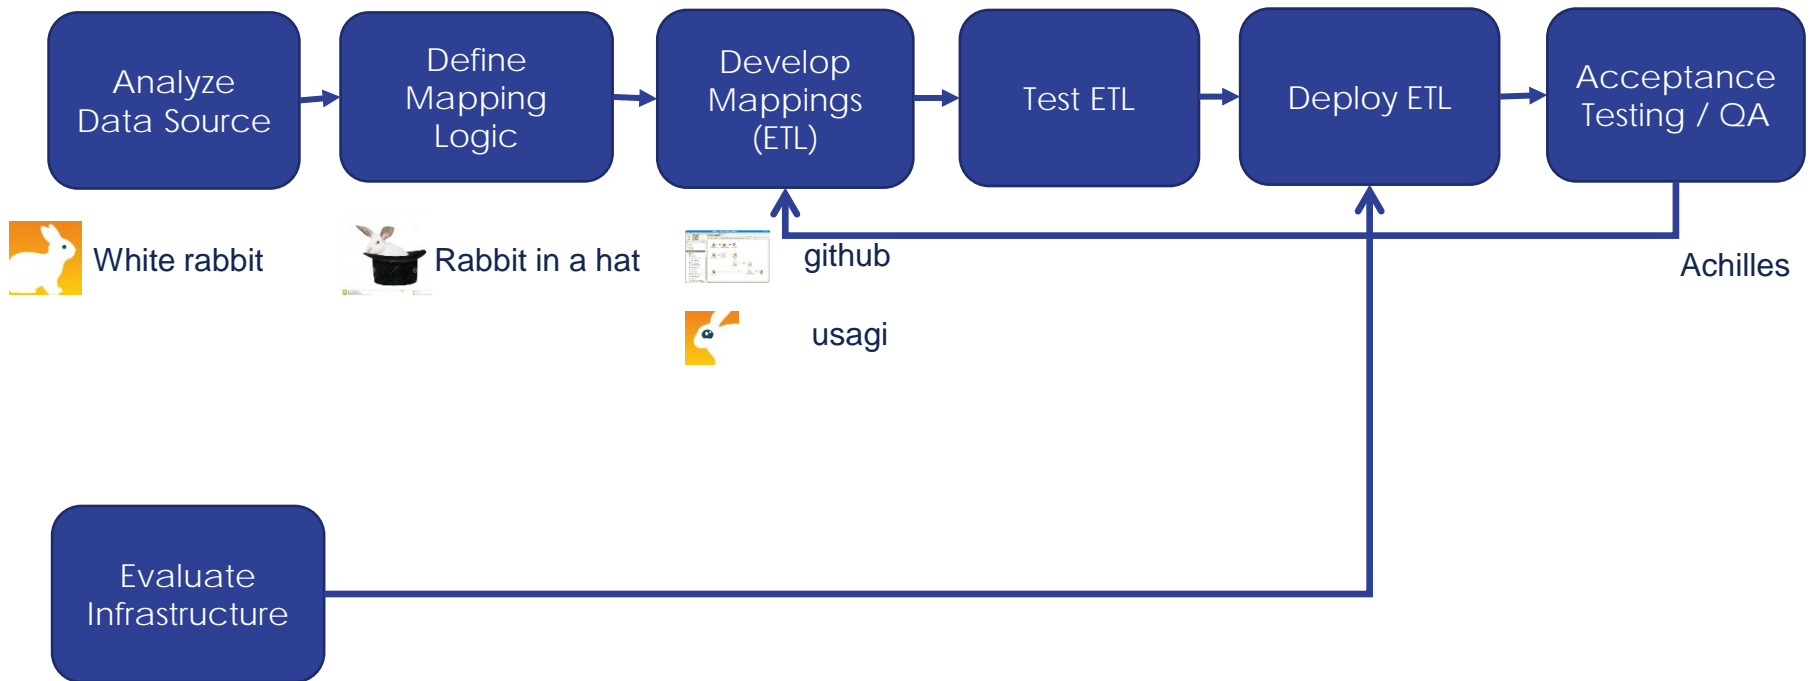 Analyze
Data Source
Define
Mapping
Logic
Develop
Mappings
(ETL)
Test ETL
Deploy ETL
Acceptance
Testing / QA
White rabbit
Rabbit in a hat
github
usagi
Achilles
Evaluate
Infrastructure